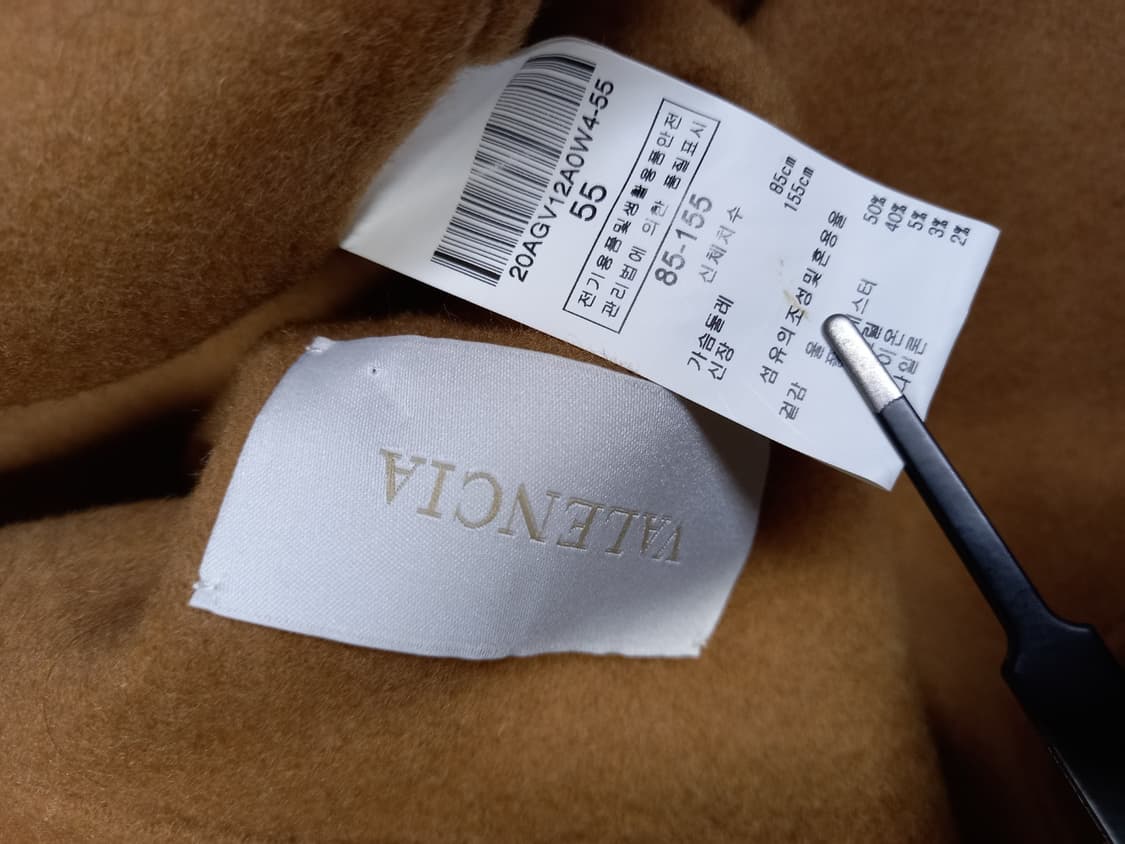 20AGV12A0W4-55
55
전기용품및생활용품안전
관리법에 의한 품질표시
85-155
신체치수
가슴둘레 85cm
신장 155cm
섬유의조성및혼용율
겉감 울 50%
40%
5%
3%
2%
VALENCIA